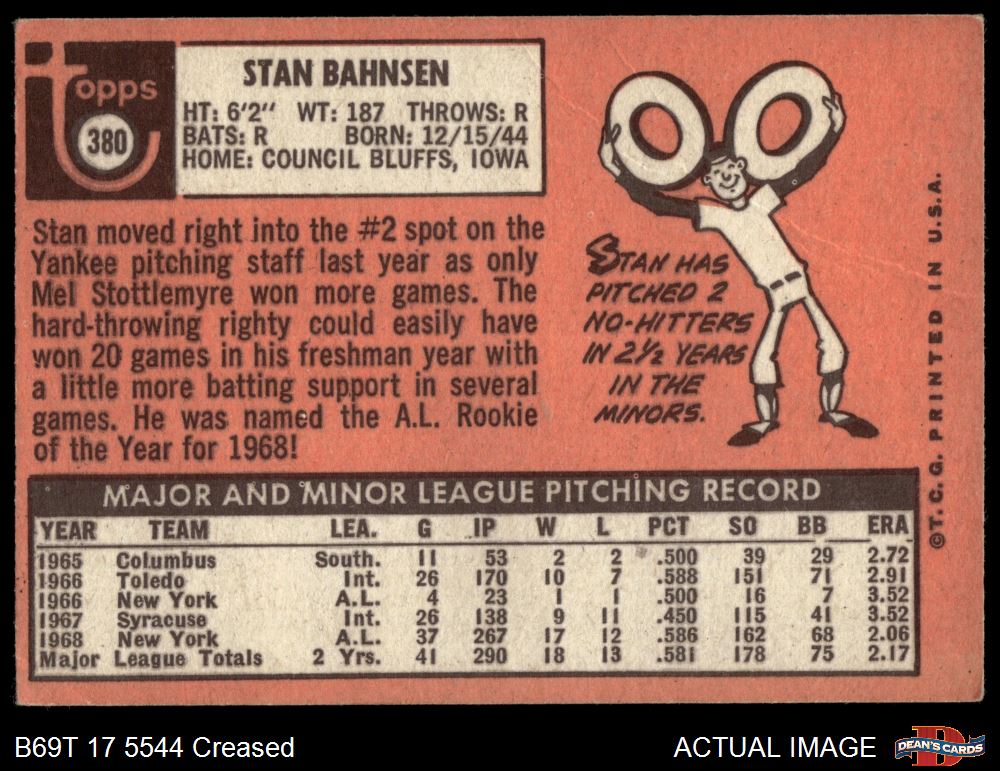 topps
380
STAN BAHNSEN
HT: 6'2" WT: 187 THROWS: R
BATS: R BORN: 12/15/44
HOME: COUNCIL BLUFFS, IOWA
Stan moved right into the #2 spot on the
Yankee pitching staff last year as only
Mel Stottlemyre won more games. The
hard-throwing righty could easily have
won 20 games in his freshman year with
a little more batting support in several
games. He was named the A.L. Rookie
of the Year for 1968!
STAN HAS
PITCHED 2
NO-HITTERS
IN 2½ YEARS
IN THE
MINORS.
©T.C.G. PRINTED IN U.S.A.
MAJOR AND MINOR LEAGUE PITCHING RECORD
YEAR TEAM LEA. G IP W L PCT SO BB ERA
1965 Columbus South. 11 53 2 2 .500 39 29 2.72
1966 Toledo Int. 26 170 10 7 .588 151 71 2.91
1966 New York A.L. 4 23 1 1 .500 16 7 3.52
1967 Syracuse Int. 26 138 9 11 .450 115 41 3.52
1968 New York A.L. 37 267 17 12 .586 162 68 2.06
Major League Totals 2 Yrs. 41 290 18 13 .581 178 75 2.17
B69T 17 5544 Creased
ACTUAL IMAGE
DEAN'S CARDS